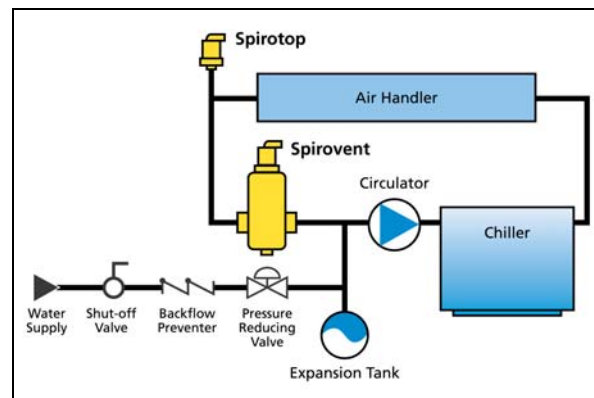 Spirotop
Air Handler
Spirovent
Circulator
Chiller
Water
Supply
Shut-off
Valve
Backflow
Preventer
Pressure
Reducing
Valve
Expansion Tank